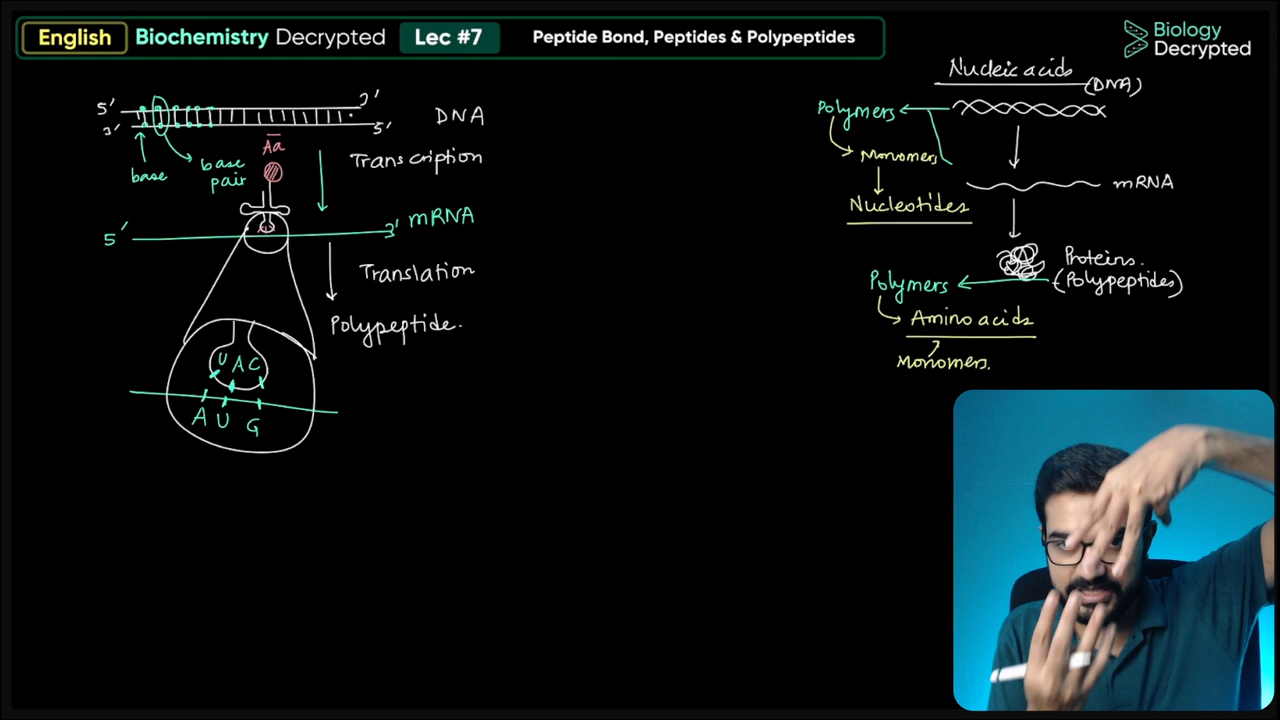 English Biochemistry Decrypted Lec #7 Peptide Bond, Peptides & Polypeptides
Biology
Decrypted
5' 3'
3' 5'
DNA
base
base
pair
Aa
Transcription
5' 3' mRNA
Translation
Polypeptide.
U A C
A U G
Nucleic acids
(DNA)
Polymers
Monomers
Nucleotides
mRNA
Proteins.
(Polypeptides)
Polymers
Amino acids
Monomers.